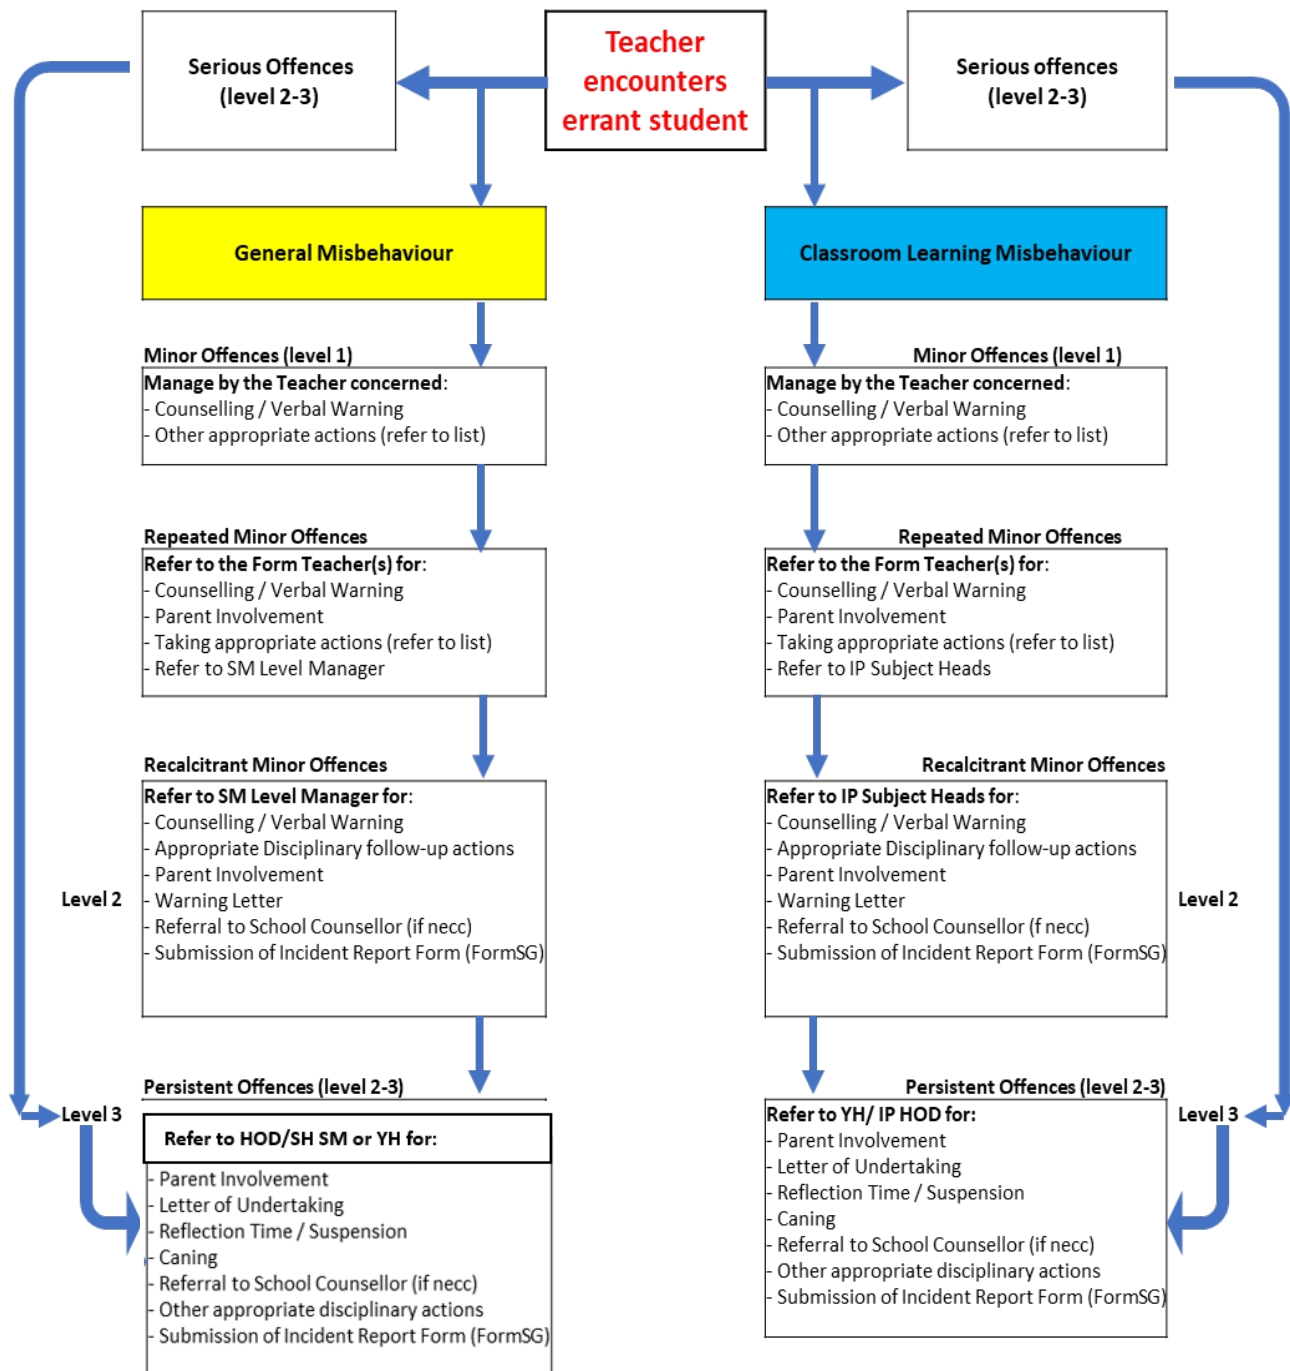 Serious Offences
(level 2-3)
Teacher
encounters
errant student
Serious offences
(level 2-3)
General Misbehaviour
Minor Offences (level 1)
Manage by the Teacher concerned:
- Counselling / Verbal Warning
- Other appropriate actions (refer to list)
Repeated Minor Offences
Refer to the Form Teacher(s) for:
- Counselling / Verbal Warning
- Parent Involvement
- Taking appropriate actions (refer to list)
- Refer to SM Level Manager
Recalcitrant Minor Offences
Refer to SM Level Manager for:
- Counselling / Verbal Warning
- Appropriate Disciplinary follow-up actions
- Parent Involvement
Level 2
- Warning Letter
- Referral to School Counsellor (if necc)
- Submission of Incident Report Form (FormSG)
Persistent Offences (level 2-3)
Level 3
Refer to HOD/SH SM or YH for:
- Parent Involvement
- Letter of Undertaking
- Reflection Time / Suspension
- Caning
- Referral to School Counsellor (if necc)
- Other appropriate disciplinary actions
- Submission of Incident Report Form (FormSG)
Classroom Learning Misbehaviour
Minor Offences (level 1)
Manage by the Teacher concerned:
- Counselling / Verbal Warning
- Other appropriate actions (refer to list)
Repeated Minor Offences
Refer to the Form Teacher(s) for:
- Counselling / Verbal Warning
- Parent Involvement
- Taking appropriate actions (refer to list)
- Refer to IP Subject Heads
Recalcitrant Minor Offences
Refer to IP Subject Heads for:
- Counselling / Verbal Warning
- Appropriate Disciplinary follow-up actions
- Parent Involvement
- Warning Letter
Level 2
- Referral to School Counsellor (f necc)
- Submission of Incident Report Form (FormSG)
Persistent Offences (level 2-3)
Refer to YH/ IP HOD for:
Level 3
- Parent Involvement
- Letter of Undertaking
- Reflection Time / Suspension
- Caning
- Referral to School Counsellor (if necc)
- Other appropriate disciplinary actions
- Submission of Incident Report Form (FormSG)